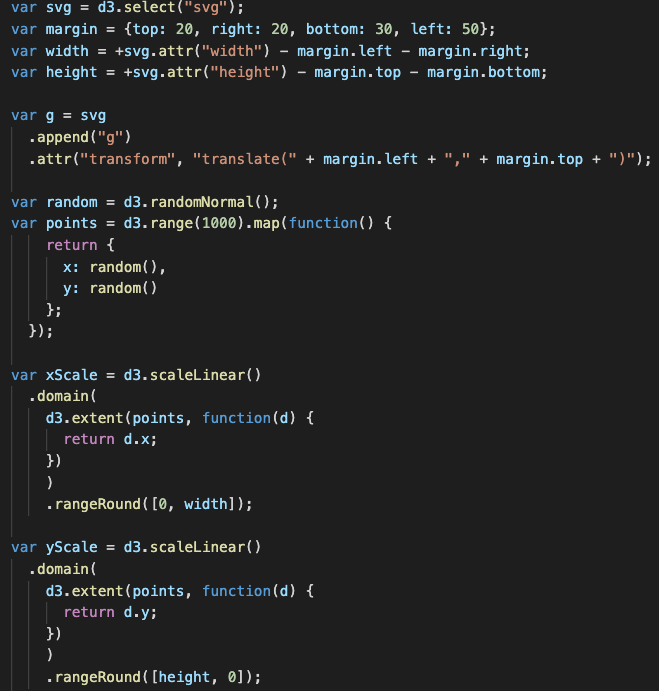 var svg = d3.select("svg");
var margin = {top: 20, right: 20, bottom: 30, left: 50};
var width = +svg.attr("width") - margin.left - margin.right;
var height = +svg.attr("height") - margin.top - margin.bottom;

var g = svg
  .append("g")
  .attr("transform", "translate(" + margin.left + "," + margin.top + ")");

var random = d3.randomNormal();
var points = d3.range(1000).map(function() {
    return {
      x: random(),
      y: random()
    };
  });

var xScale = d3.scaleLinear()
  .domain(
    d3.extent(points, function(d) {
      return d.x;
    })
    )
    .rangeRound([0, width]);

var yScale = d3.scaleLinear()
  .domain(
    d3.extent(points, function(d) {
      return d.y;
    })
    )
    .rangeRound([height, 0]);